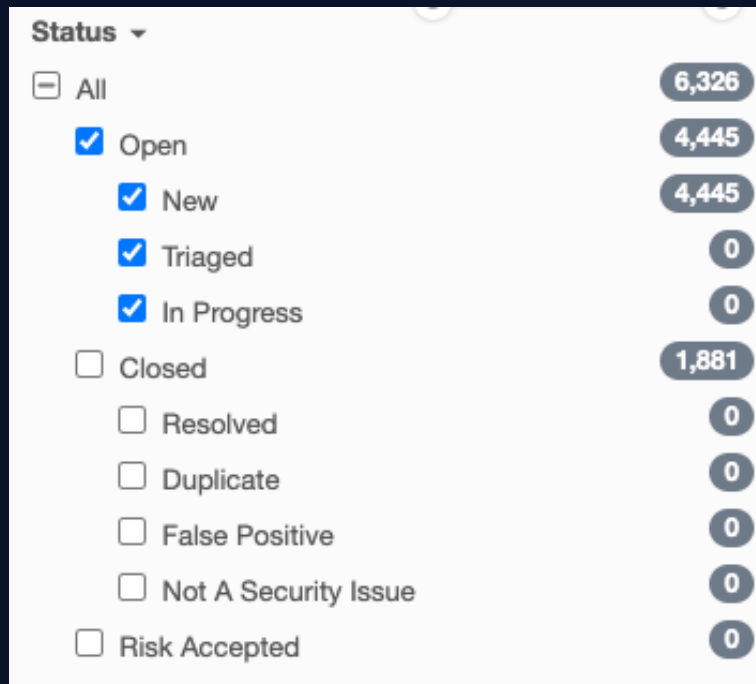 Status
All 6,326
Open 4,445
New 4,445
Triaged 0
In Progress 0
Closed 1,881
Resolved 0
Duplicate 0
False Positive 0
Not A Security Issue 0
Risk Accepted 0